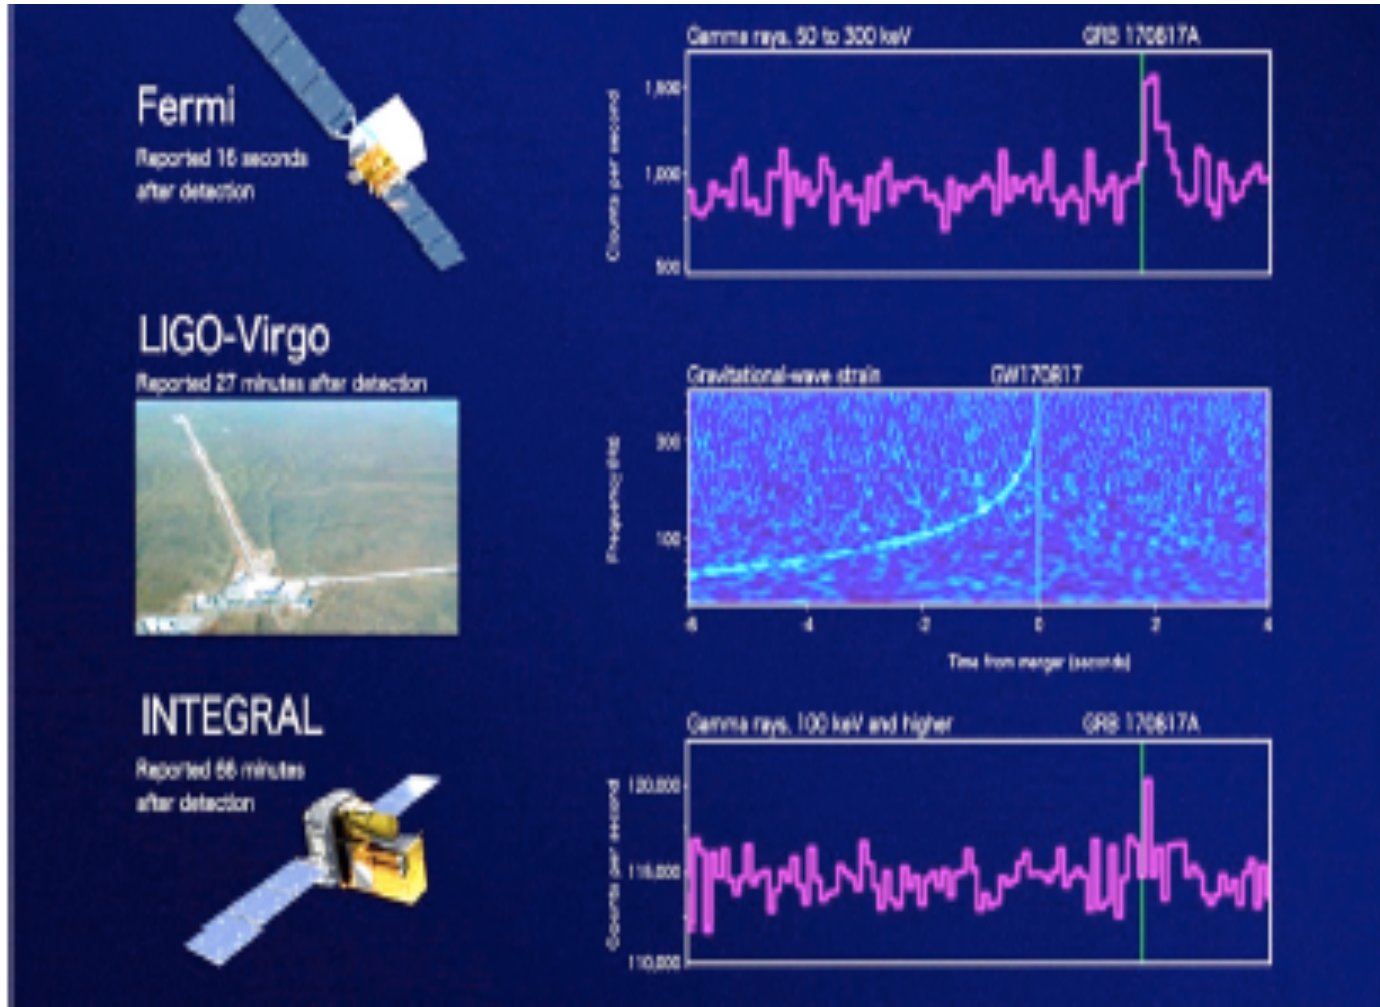 Fermi
Reported 16 seconds
after detection
Gamma rays, 50 to 300 keV
GRB 170817A
Counts per second
1,500
1,000
500
LIGO-Virgo
Reported 27 minutes after detection
Gravitational-wave strain
GW170817
Frequency (Hz)
300
100
-6
-4
-2
0
2
4
Time from merger (seconds)
INTEGRAL
Reported 66 minutes
after detection
Gamma rays, 100 keV and higher
GRB 170817A
Counts per second
120,000
115,000
110,000